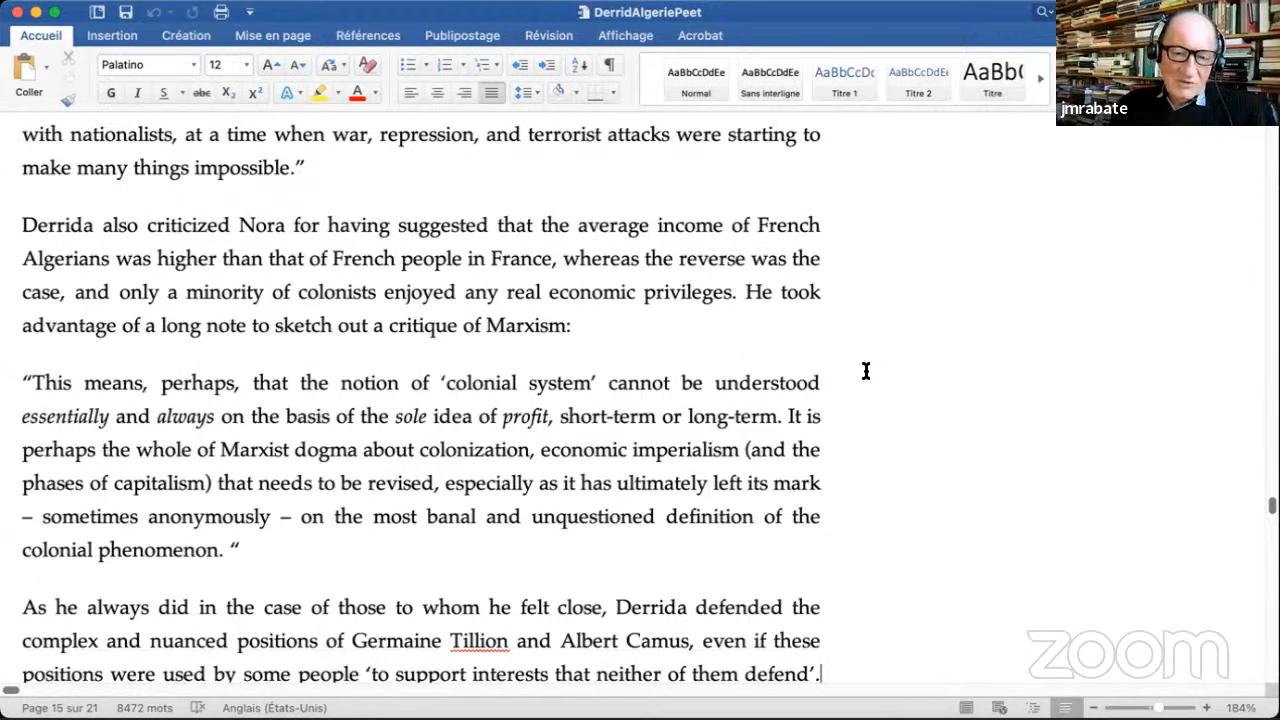 DerridAlgeriePeet
Accueil
Insertion
Création
Mise en page
Références
Publipostage
Révision
Affichage
Acrobat
Coller
Palatino
12
AaBbCcDdEe
Normal
AaBbCcDdEe
Sans interligne
AaBbCcDc
Titre 1
AaBbCcDdEe
Titre 2
AaBb(
Titre
jmrabate
with nationalists, at a time when war, repression, and terrorist attacks were starting to
make many things impossible.”
Derrida also criticized Nora for having suggested that the average income of French
Algerians was higher than that of French people in France, whereas the reverse was the
case, and only a minority of colonists enjoyed any real economic privileges. He took
advantage of a long note to sketch out a critique of Marxism:
“This means, perhaps, that the notion of ‘colonial system’ cannot be understood
essentially and always on the basis of the sole idea of profit, short-term or long-term. It is
perhaps the whole of Marxist dogma about colonization, economic imperialism (and the
phases of capitalism) that needs to be revised, especially as it has ultimately left its mark
– sometimes anonymously – on the most banal and unquestioned definition of the
colonial phenomenon. “
As he always did in the case of those to whom he felt close, Derrida defended the
complex and nuanced positions of Germaine Tillion and Albert Camus, even if these
positions were used by some people ‘to support interests that neither of them defend’.
zoom
Page 15 sur 21
8472 mots
Anglais (États-Unis)
184%